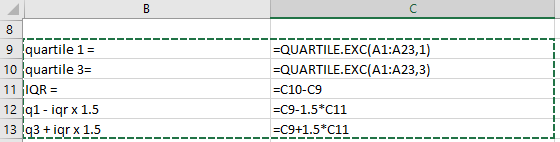 B C
8
9 quartile 1 = =QUARTILE.EXC(A1:A23,1)
10 quartile 3= =QUARTILE.EXC(A1:A23,3)
11 IQR = =C10-C9
12 q1 - iqr x 1.5 =C9-1.5*C11
13 q3 + iqr x 1.5 =C9+1.5*C11